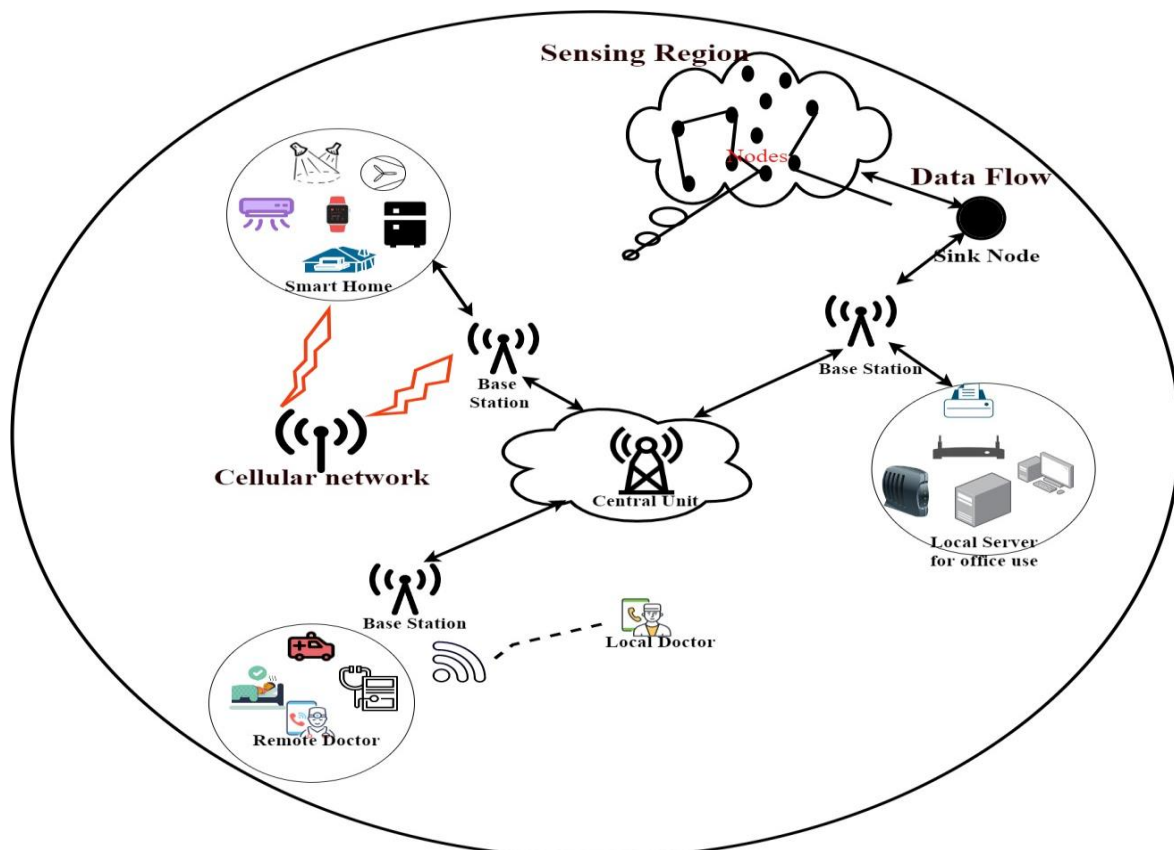 Sensing Region
Nodes
Data Flow
Sink Node
Smart Home
Base
Station
Base Station
Cellular network
Central Unit
Local Server
for office use
Base Station
Local Doctor
Remote Doctor